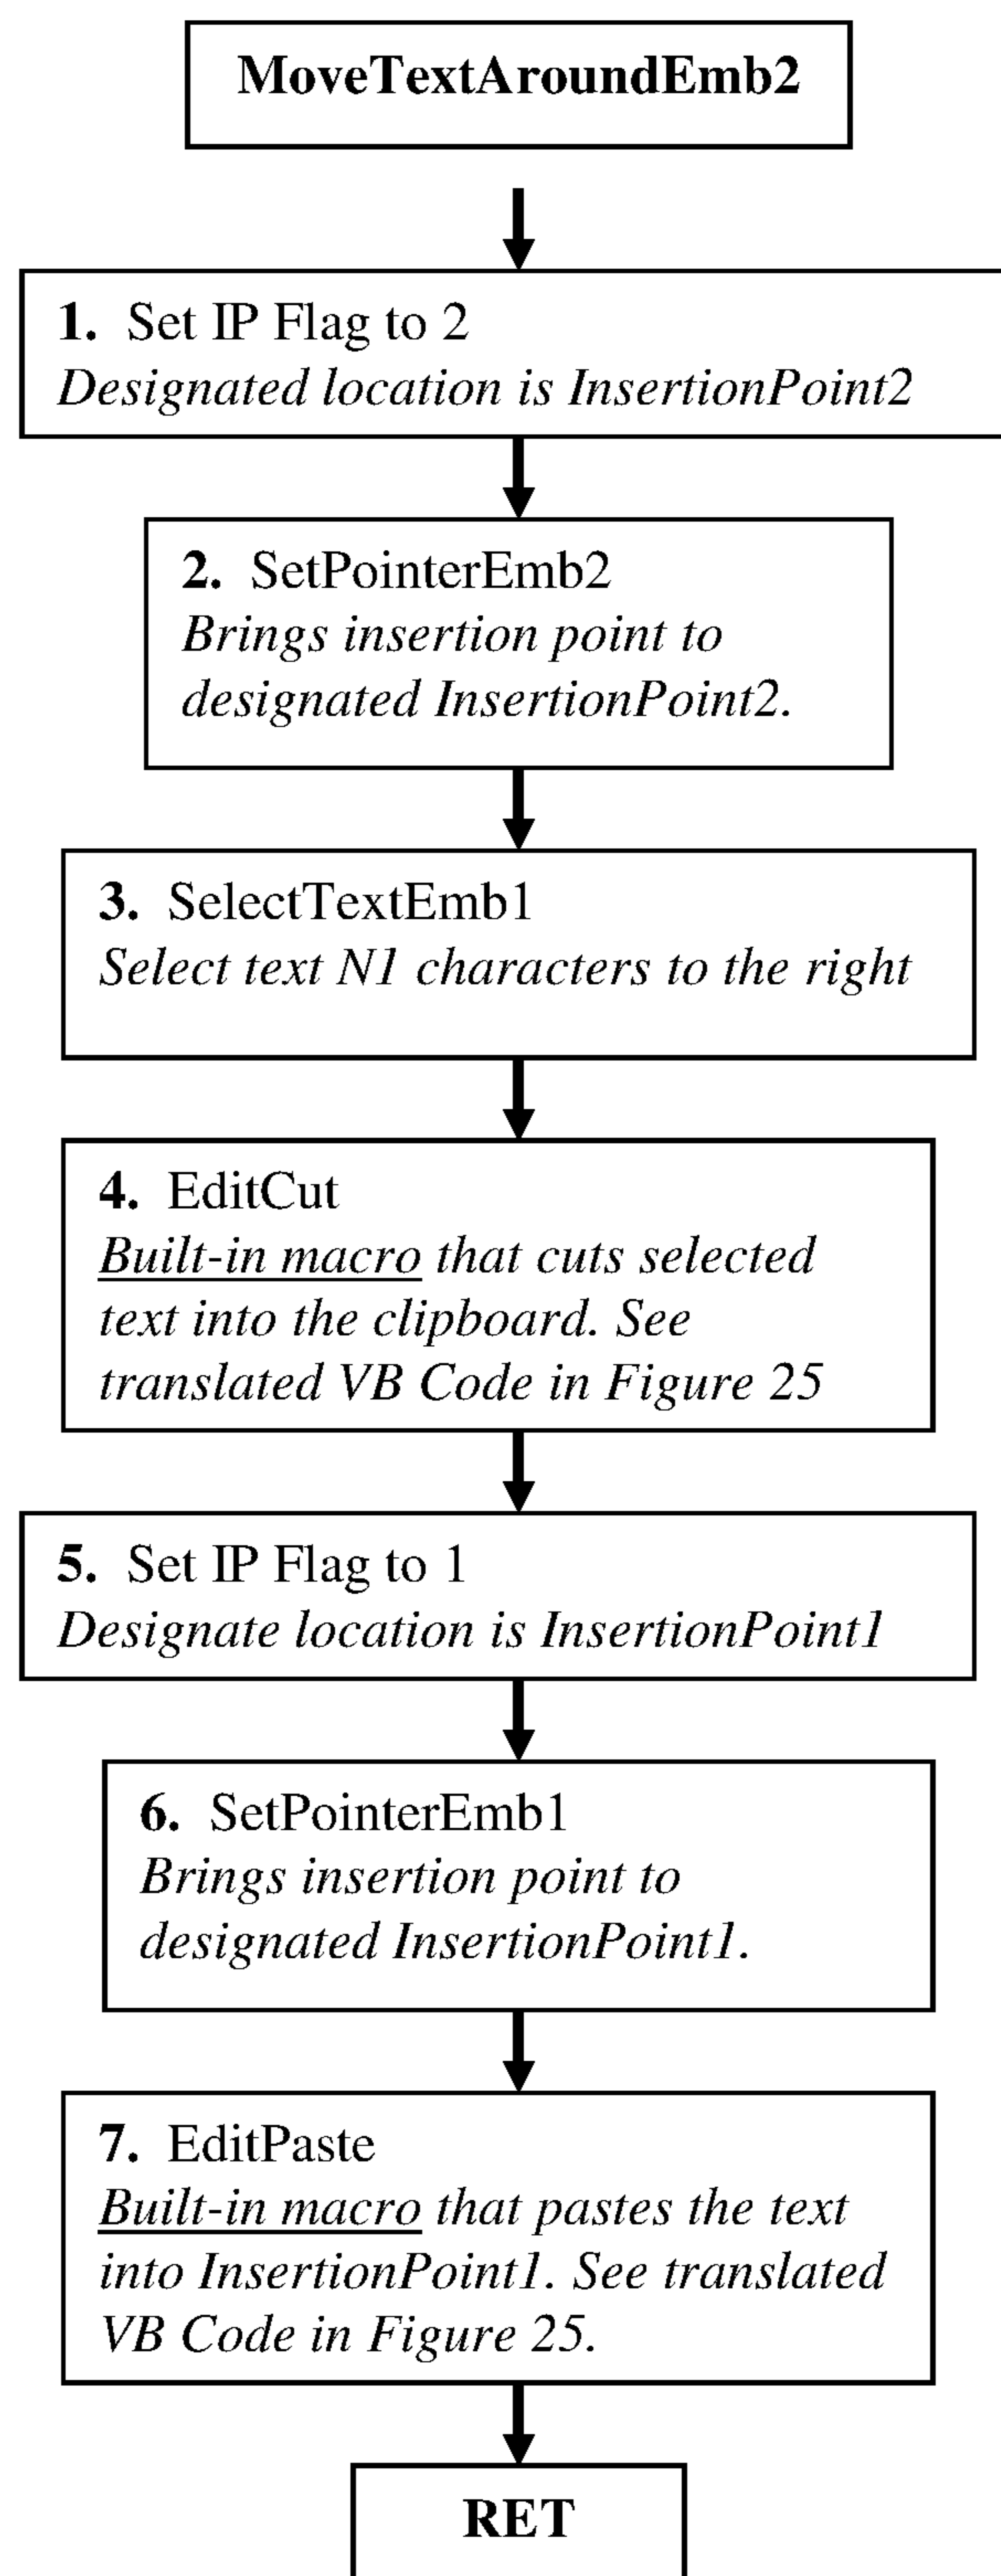 MoveTextAroundEmb2
1. Set IP Flag to 2
Designated location is InsertionPoint2
2. SetPointerEmb2
Brings insertion point to
designated InsertionPoint2.
3. SelectTextEmb1
Select text N1 characters to the right
4. EditCut
Built-in macro that cuts selected
text into the clipboard. See
translated VB Code in Figure 25
5. Set IP Flag to 1
Designate location is InsertionPoint1
6. SetPointerEmb1
Brings insertion point to
designated InsertionPoint1.
7. EditPaste
Built-in macro that pastes the text
into InsertionPoint1. See translated
VB Code in Figure 25.
RET